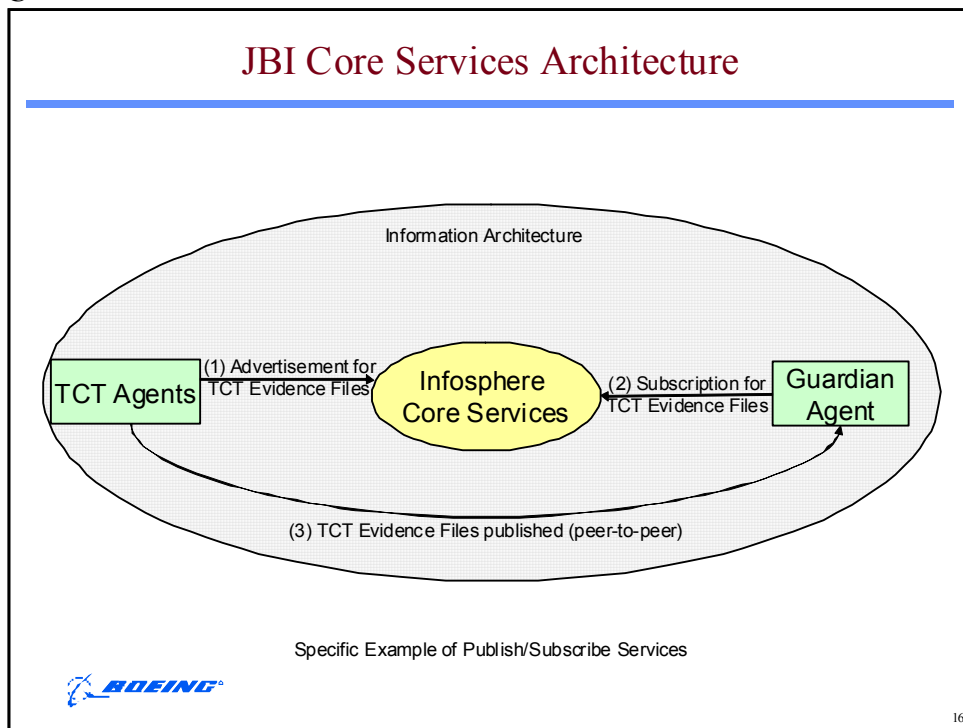 JBI Core Services Architecture
Information Architecture
TCT Agents
(1) Advertisement for
TCT Evidence Files
Infosphere
Core Services
(2) Subscription for
TCT Evidence Files
Guardian
Agent
(3) TCT Evidence Files published (peer-to-peer)
Specific Example of Publish/Subscribe Services
BOEING
16